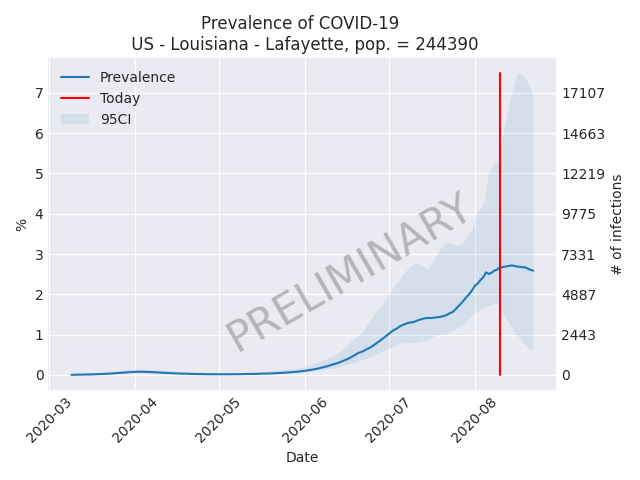 Prevalence of COVID-19
US - Louisiana - Lafayette, pop. = 244390
Prevalence
Today
95CI
PRELIMINARY
%
7
6
5
4
3
2
1
0
17107
14663
12219
9775
7331
4887
2443
0
# of infections
2020-03
2020-04
2020-05
2020-06
2020-07
2020-08
Date